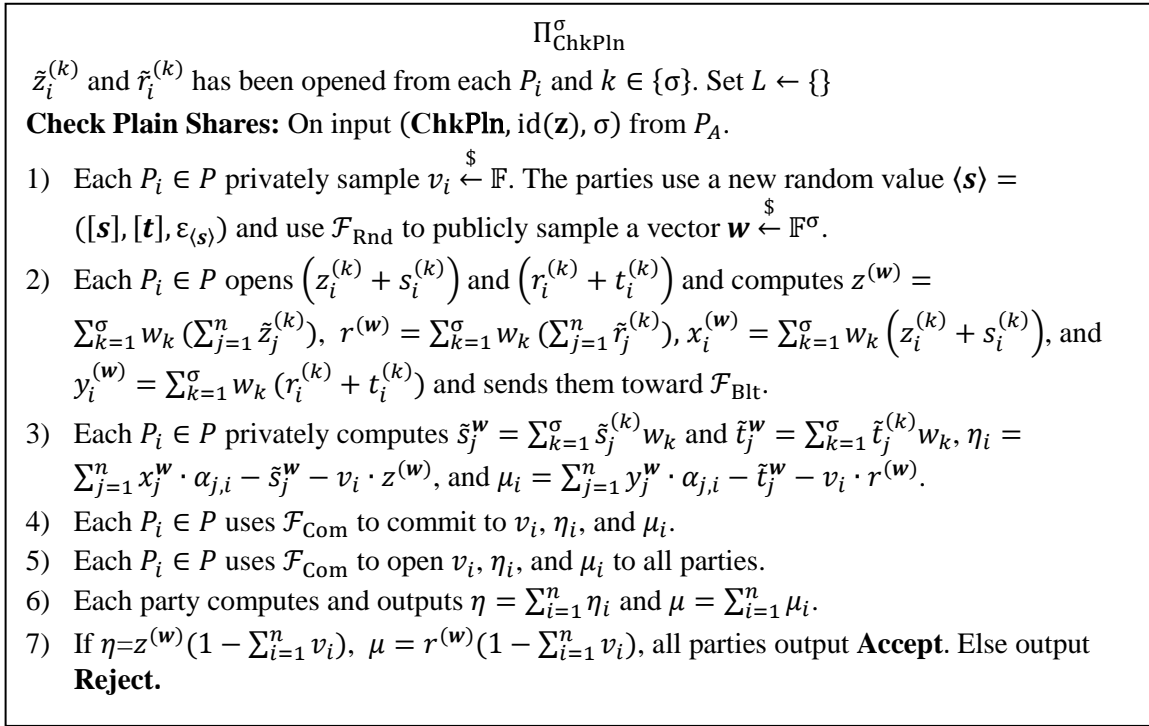 Π^σ_ChkPln
z̃_i^(k) and r̃_i^(k) has been opened from each P_i and k ∈ {σ}. Set L ← {}
Check Plain Shares: On input (ChkPln, id(z), σ) from P_A.
1) Each P_i ∈ P privately sample v_i ←^$ 𝔽. The parties use a new random value ⟨s⟩ =
([s], [t], ε_⟨s⟩) and use ℱ_Rnd to publicly sample a vector w ←^$ 𝔽^σ.
2) Each P_i ∈ P opens (z_i^(k) + s_i^(k)) and (r_i^(k) + t_i^(k)) and computes z^(w) =
∑_{k=1}^σ w_k (∑_{j=1}^n z̃_j^(k)), r^(w) = ∑_{k=1}^σ w_k (∑_{j=1}^n r̃_j^(k)), x_i^(w) = ∑_{k=1}^σ w_k (z_i^(k) + s_i^(k)), and
y_i^(w) = ∑_{k=1}^σ w_k (r_i^(k) + t_i^(k)) and sends them toward ℱ_Blt.
3) Each P_i ∈ P privately computes s̃_j^w = ∑_{k=1}^σ s̃_j^(k) w_k and t̃_j^w = ∑_{k=1}^σ t̃_j^(k) w_k, η_i =
∑_{j=1}^n x_j^w · α_{j,i} − s̃_j^w − v_i · z^(w), and μ_i = ∑_{j=1}^n y_j^w · α_{j,i} − t̃_j^w − v_i · r^(w).
4) Each P_i ∈ P uses ℱ_Com to commit to v_i, η_i, and μ_i.
5) Each P_i ∈ P uses ℱ_Com to open v_i, η_i, and μ_i to all parties.
6) Each party computes and outputs η = ∑_{i=1}^n η_i and μ = ∑_{i=1}^n μ_i.
7) If η=z^(w)(1 − ∑_{i=1}^n v_i), μ = r^(w)(1 − ∑_{i=1}^n v_i), all parties output Accept. Else output
Reject.